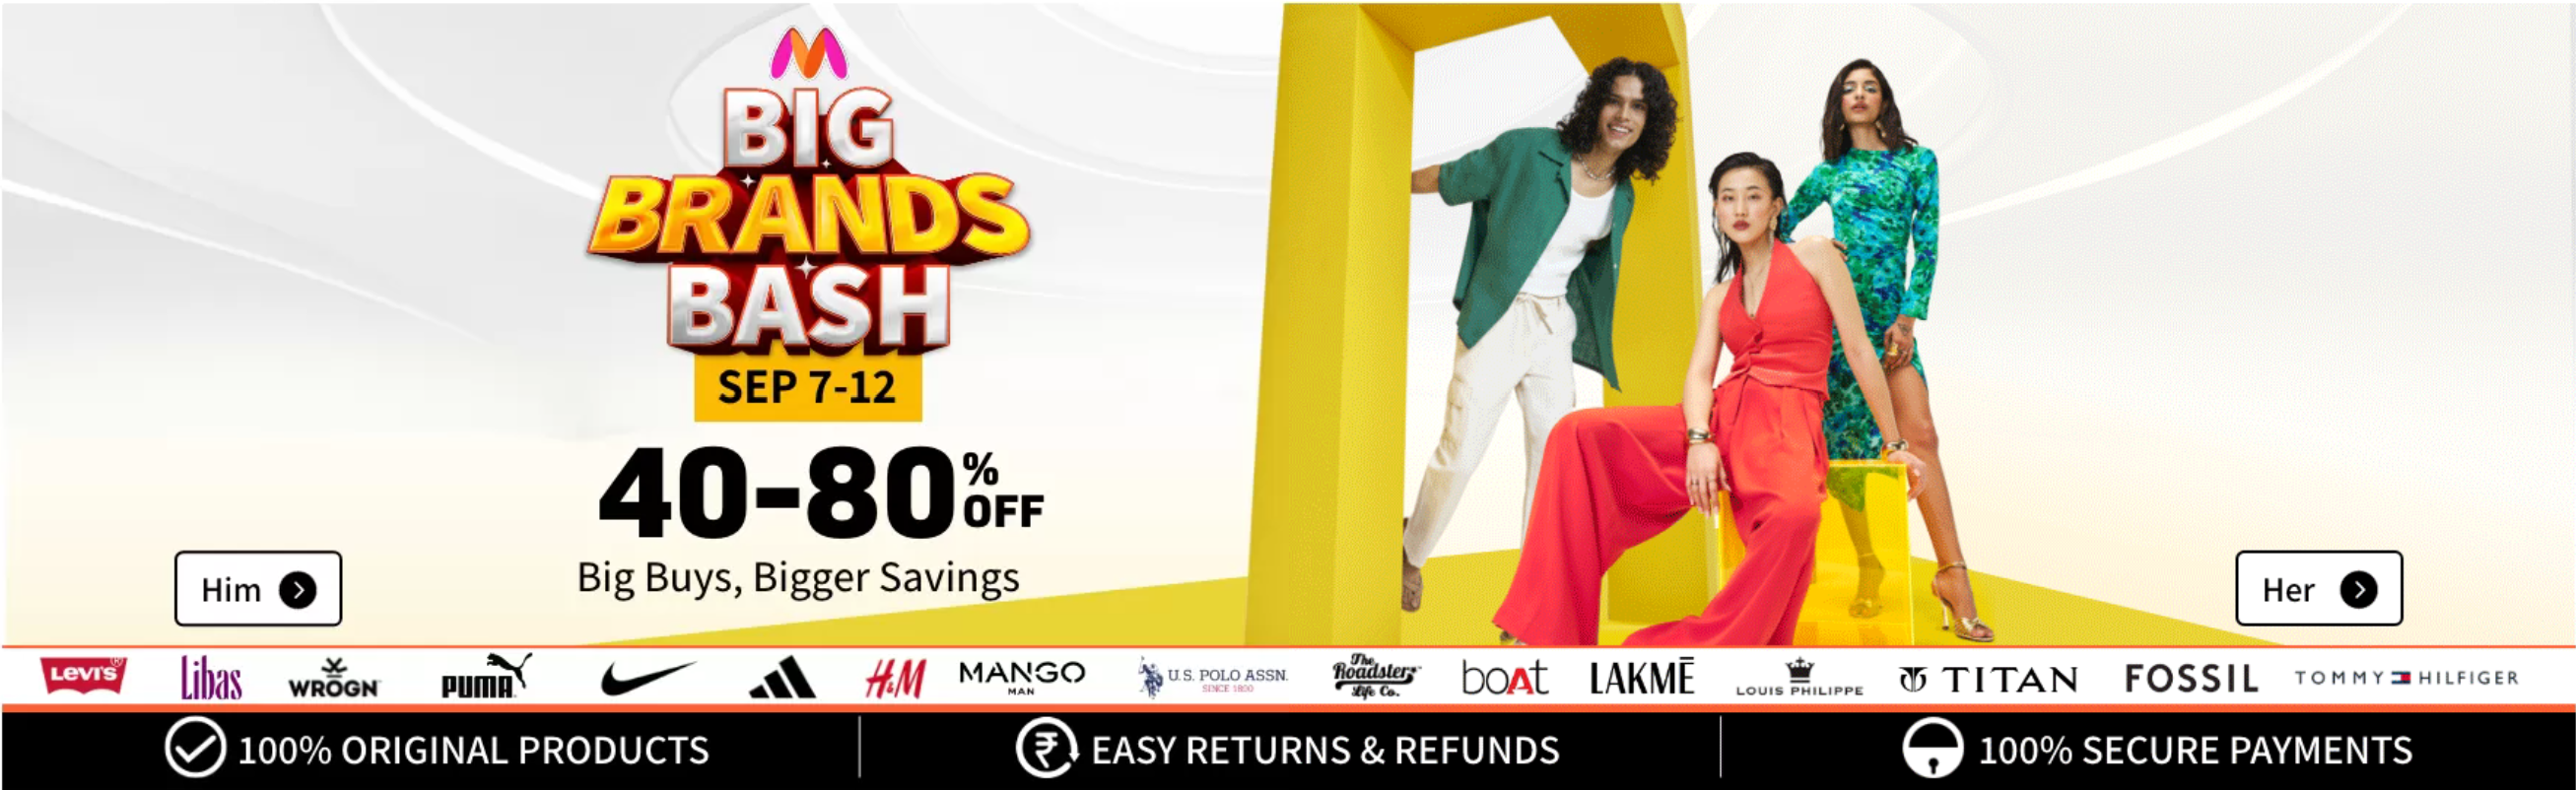 BIG
BRANDS
BASH
SEP 7-12
40-80% OFF
Big Buys, Bigger Savings
Him
Her
LEVI'S® Libas WROGN PUMA H&M MANGO MAN U.S. POLO ASSN. SINCE 1890 The Roadster Life Co. boAt LAKMĒ LOUIS PHILIPPE TITAN FOSSIL TOMMY HILFIGER
100% ORIGINAL PRODUCTS
EASY RETURNS & REFUNDS
100% SECURE PAYMENTS